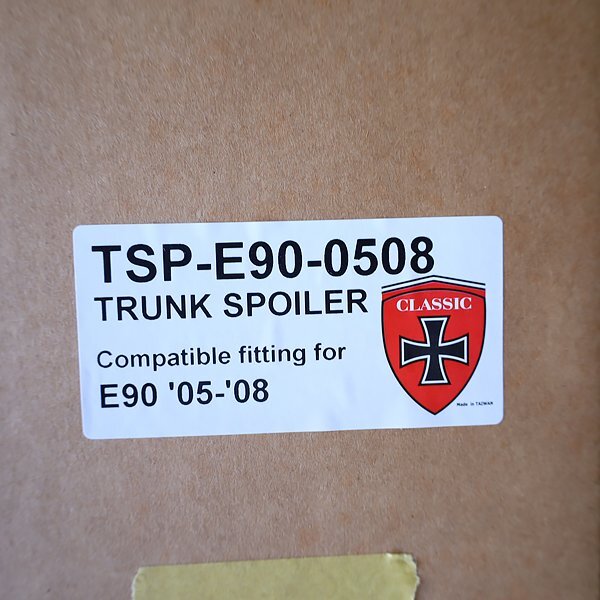 TSP-E90-0508
TRUNK SPOILER
CLASSIC
Compatible fitting for
E90 '05-'08
Made in TAIWAN